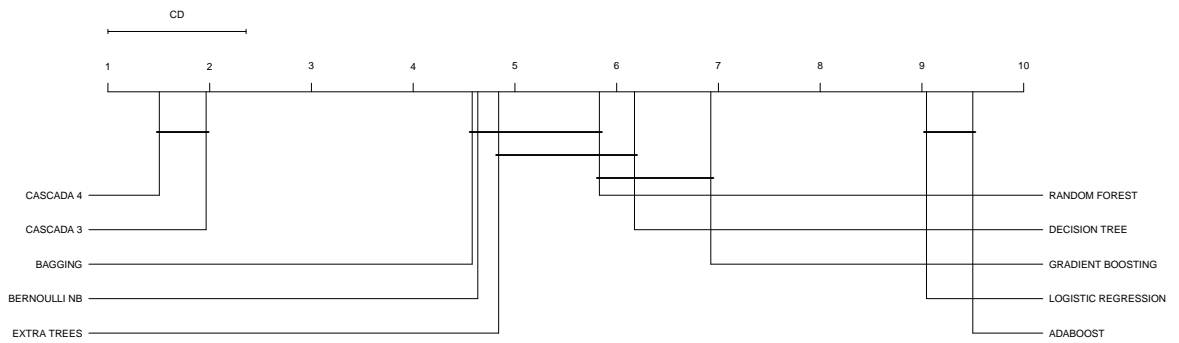 CD
1 2 3 4 5 6 7 8 9 10
CASCADA 4
CASCADA 3
BAGGING
BERNOULLI NB
EXTRA TREES
RANDOM FOREST
DECISION TREE
GRADIENT BOOSTING
LOGISTIC REGRESSION
ADABOOST